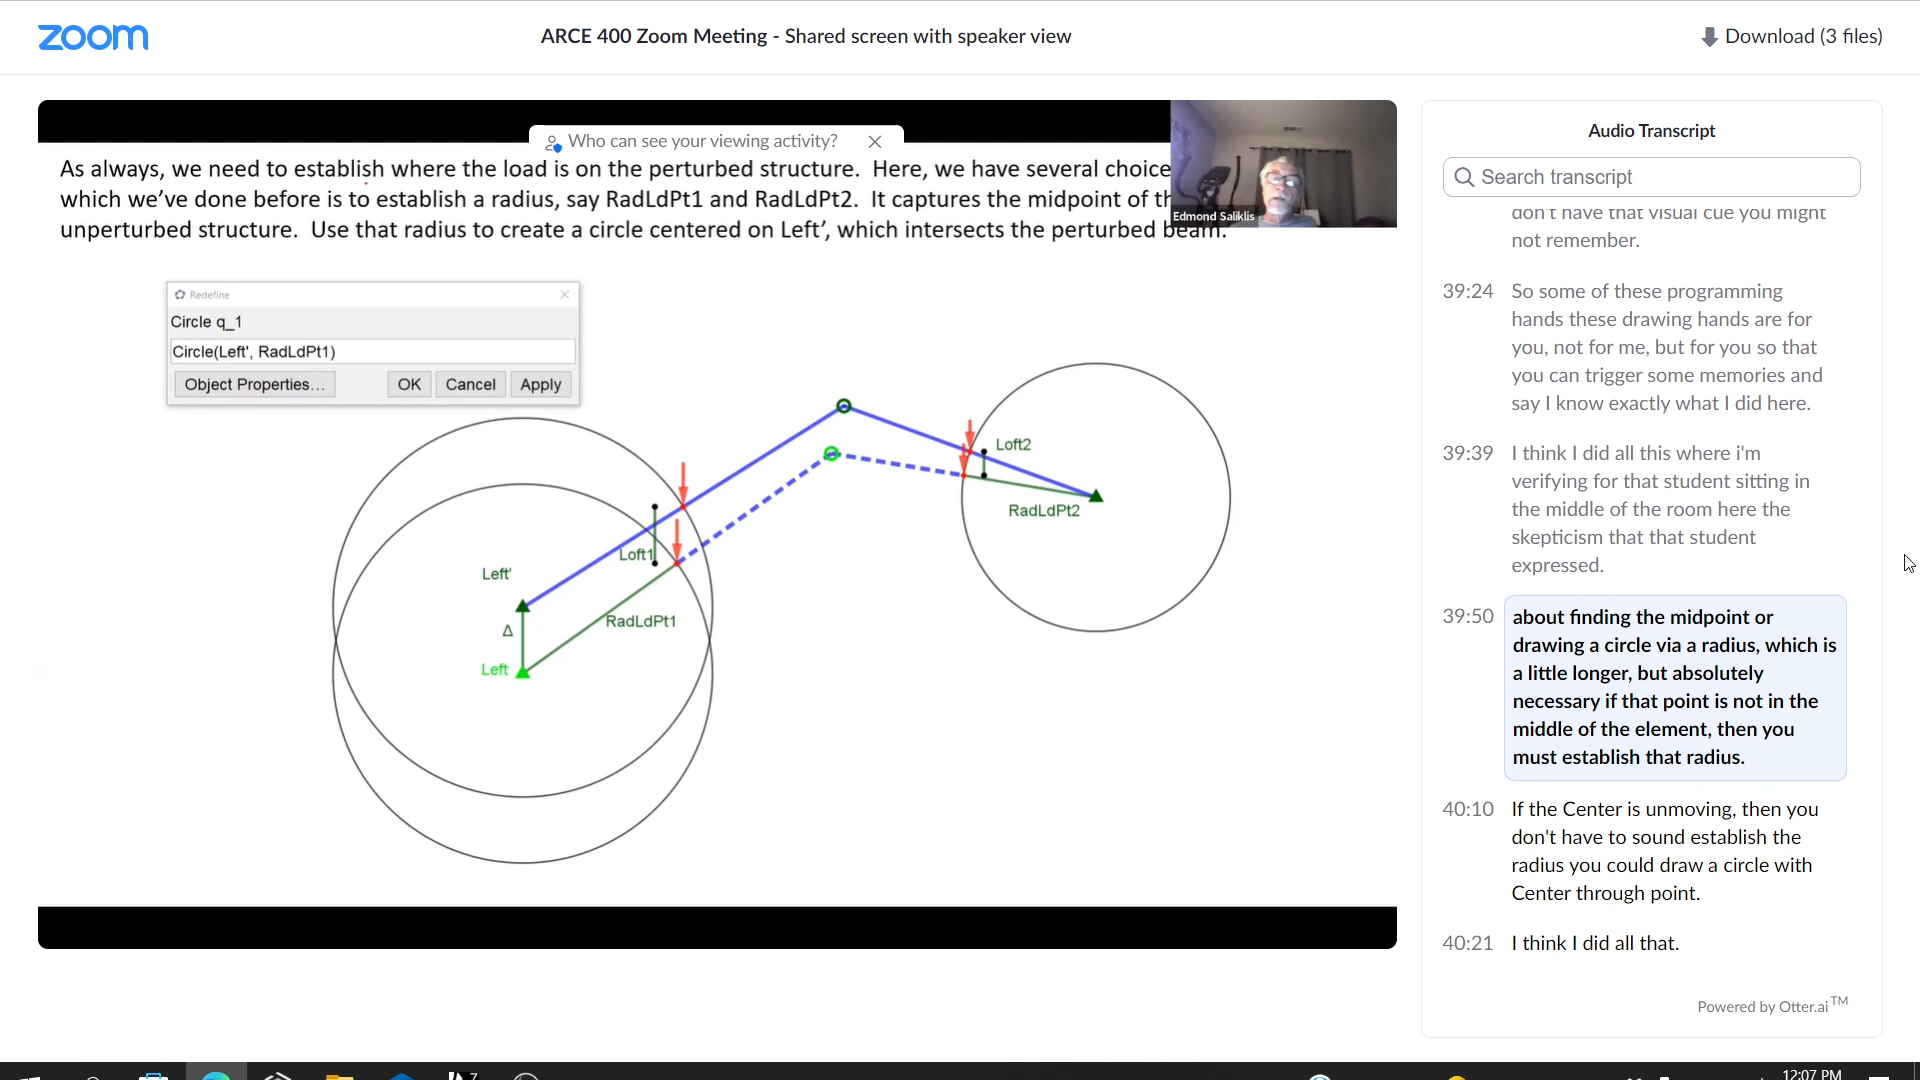 zoom
ARCE 400 Zoom Meeting - Shared screen with speaker view
Download (3 files)
Who can see your viewing activity?
As always, we need to establish where the load is on the perturbed structure. Here, we have several choice
which we've done before is to establish a radius, say RadLdPt1 and RadLdPt2. It captures the midpoint of th
unperturbed structure. Use that radius to create a circle centered on Left', which intersects the perturbed beam.
Edmond Saliklis
Redefine
Circle q_1
Circle(Left', RadLdPt1)
Object Properties...
OK
Cancel
Apply
Loft2
RadLdPt2
Loft1
Left'
RadLdPt1
Δ
Left
Audio Transcript
Search transcript
don't have that visual cue you might
not remember.
39:24 So some of these programming
hands these drawing hands are for
you, not for me, but for you so that
you can trigger some memories and
say I know exactly what I did here.
39:39 I think I did all this where i'm
verifying for that student sitting in
the middle of the room here the
skepticism that that student
expressed.
39:50 about finding the midpoint or
drawing a circle via a radius, which is
a little longer, but absolutely
necessary if that point is not in the
middle of the element, then you
must establish that radius.
40:10 If the Center is unmoving, then you
don't have to sound establish the
radius you could draw a circle with
Center through point.
40:21 I think I did all that.
Powered by Otter.ai TM
12:07 PM